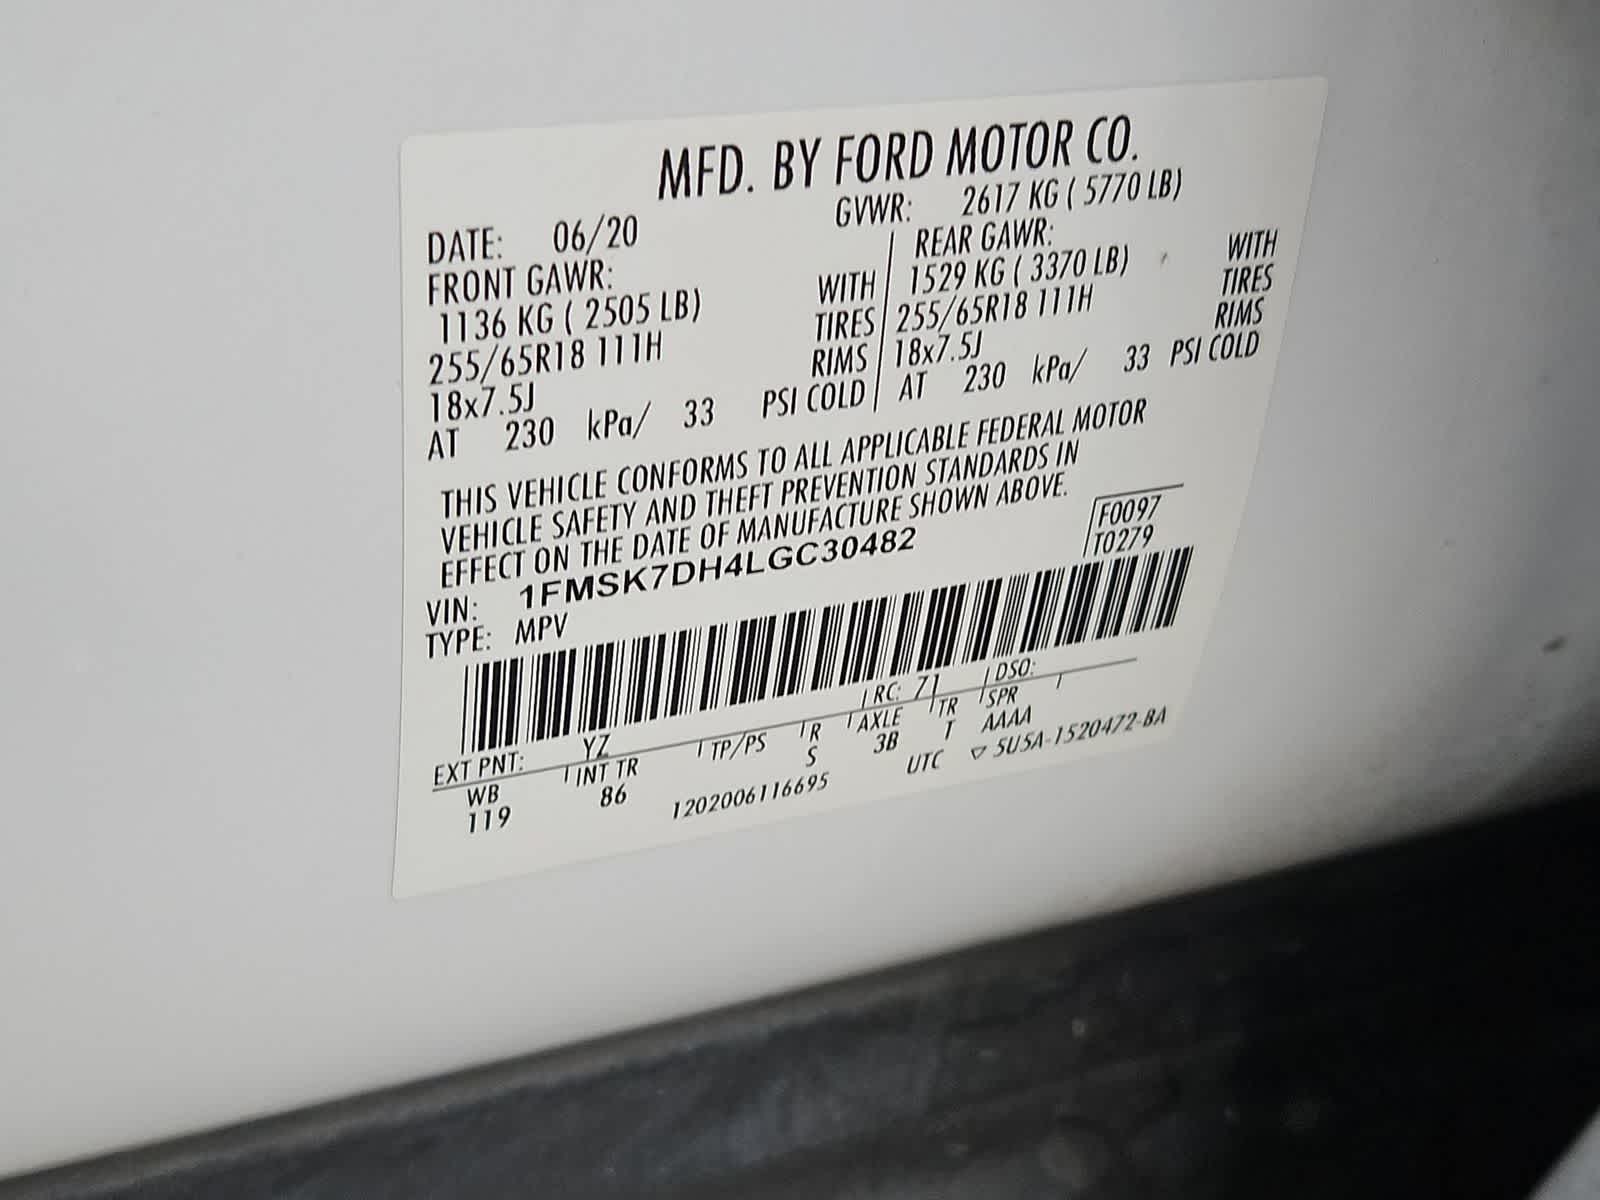 MFD. BY FORD MOTOR CO.
DATE: 06/20 GVWR: 2617 KG ( 5770 LB)
FRONT GAWR: REAR GAWR:
1136 KG ( 2505 LB) WITH 1529 KG ( 3370 LB) WITH
255/65R18 111H TIRES 255/65R18 111H TIRES
18x7.5J RIMS 18x7.5J RIMS
AT 230 kPa/ 33 PSI COLD AT 230 kPa/ 33 PSI COLD
THIS VEHICLE CONFORMS TO ALL APPLICABLE FEDERAL MOTOR
VEHICLE SAFETY AND THEFT PREVENTION STANDARDS IN
EFFECT ON THE DATE OF MANUFACTURE SHOWN ABOVE.
VIN: 1FMSK7DH4LGC30482 F0097
TYPE: MPV T0279
EXT PNT: YZ RC: 71 DSO:
WB INT TR TP/PS R AXLE TR SPR
119 86 S 3B T AAAA
1202006116695 UTC ▽ 5U5A-1520472-BA